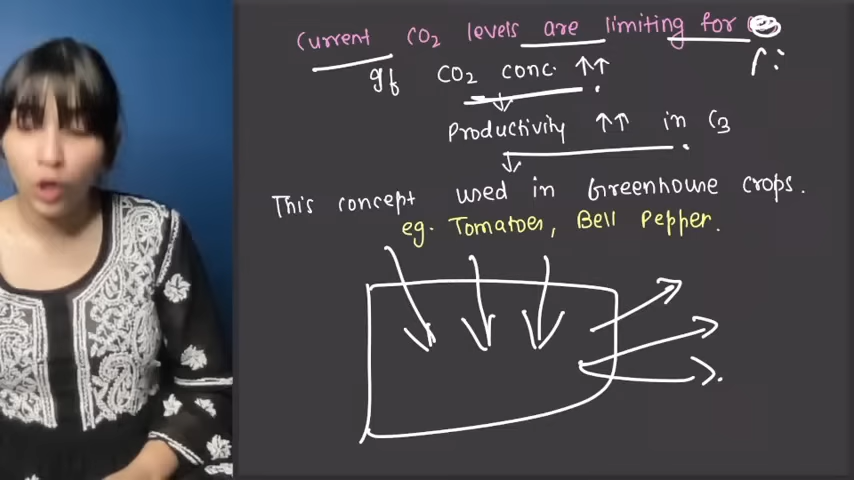 Current CO2 levels are limiting for
If CO2 conc. ↑↑.
Productivity ↑↑ in C3
This concept used in Greenhouse crops.
eg. Tomatoes, Bell Pepper.